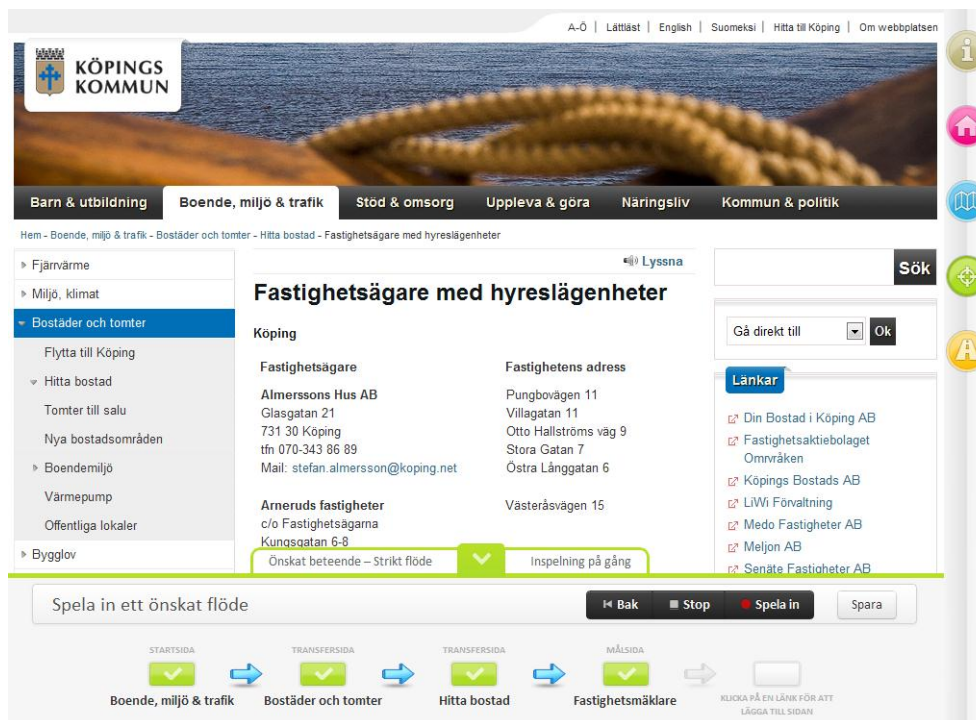 A-Ö | Lättläst | English | Suomeksi | Hitta till Köping | Om webbplatsen
KÖPINGS
KOMMUN
Barn & utbildning Boende, miljö & trafik Stöd & omsorg Uppleva & göra Näringsliv Kommun & politik
Hem - Boende, miljö & trafik - Bostäder och tomter - Hitta bostad - Fastighetsägare med hyreslägenheter
Fjärrvärme
Miljö, klimat
Bostäder och tomter
Flytta till Köping
Hitta bostad
Tomter till salu
Nya bostadsområden
Boendemiljö
Värmepump
Offentliga lokaler
Bygglov
Lyssna
Fastighetsägare med hyreslägenheter
Köping
Fastighetsägare Fastighetens adress
Almerssons Hus AB Pungbovägen 11
Glasgatan 21 Villagatan 11
731 30 Köping Otto Hallströms väg 9
tfn 070-343 86 89 Stora Gatan 7
Mail: stefan.almersson@koping.net Östra Långgatan 6
Arneruds fastigheter Västeråsvägen 15
c/o Fastighetsägarna
Kungsgatan 6-8
Sök
Gå direkt till Ok
Länkar
Din Bostad i Köping AB
Fastighetsaktiebolaget
Omrvråken
Köpings Bostads AB
LiWi Förvaltning
Medo Fastigheter AB
Meljon AB
Senäte Fastigheter AB
Önskat beteende – Strikt flöde Inspelning på gång
Spela in ett önskat flöde Bak Stop Spela in Spara
STARTSIDA TRANSFERSIDA TRANSFERSIDA MÅLSIDA
Boende, miljö & trafik Bostäder och tomter Hitta bostad Fastighetsmäklare
KLICKA PÅ EN LÄNK FÖR ATT
LÄGGA TILL SIDAN